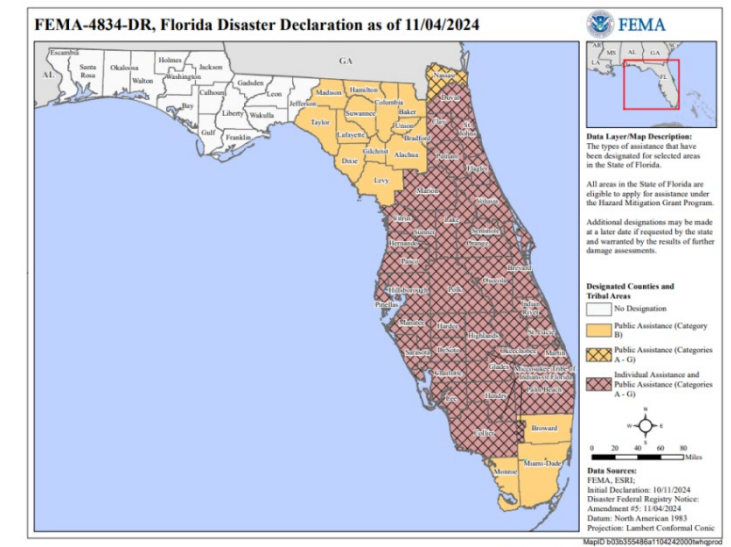 FEMA-4834-DR, Florida Disaster Declaration as of 11/04/2024
FEMA
Escambia
Santa
Rosa
Okaloosa
Walton
Holmes
Washington
Jackson
Bay
Calhoun
Gulf
Liberty
Gadsden
Franklin
Leon
Wakulla
Jefferson
AL
GA
Madison
Hamilton
Taylor
Suwannee
Columbia
Baker
Lafayette
Union
Bradford
Dixie
Gilchrist
Alachua
Levy
Nassau
Duval
Clay
St.
Johns
Putnam
Flagler
Marion
Volusia
Citrus
Sumter
Lake
Seminole
Hernando
Orange
Pasco
Brevard
Hillsborough
Pinellas
Polk
Osceola
Indian
River
Manatee
Hardee
Highlands
St. Lucie
Sarasota
DeSoto
Okeechobee
Martin
Charlotte
Glades
Lee
Hendry
Palm Beach
Collier
Broward
Monroe
Miami-Dade
AR
MS
AL
GA
LA
FL
Data Layer/Map Description:
The types of assistance that have
been designated for selected areas
in the State of Florida.
All areas in the State of Florida are
eligible to apply for assistance under
the Hazard Mitigation Grant Program.
Additional designations may be made
at a later date if requested by the state
and warranted by the results of further
damage assessments.
Designated Counties and
Tribal Areas
No Designation
Public Assistance (Category
B)
Public Assistance (Categories
A - G)
Individual Assistance and
Public Assistance (Categories
A - G)
N
W
E
S
0 20 40 60 80
Miles
Data Sources:
FEMA, ESRI;
Initial Declaration: 10/11/2024
Disaster Federal Registry Notice:
Amendment #5: 11/04/2024
Datum: North American 1983
Projection: Lambert Conformal Conic
MapID b03b355486a1104242000twhqprod